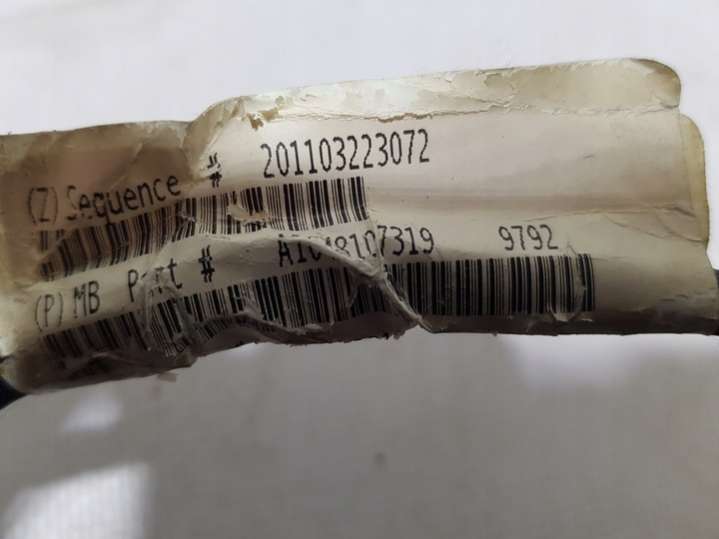 (Z) Sequence # 201103223072
(P) MB Part # 9792